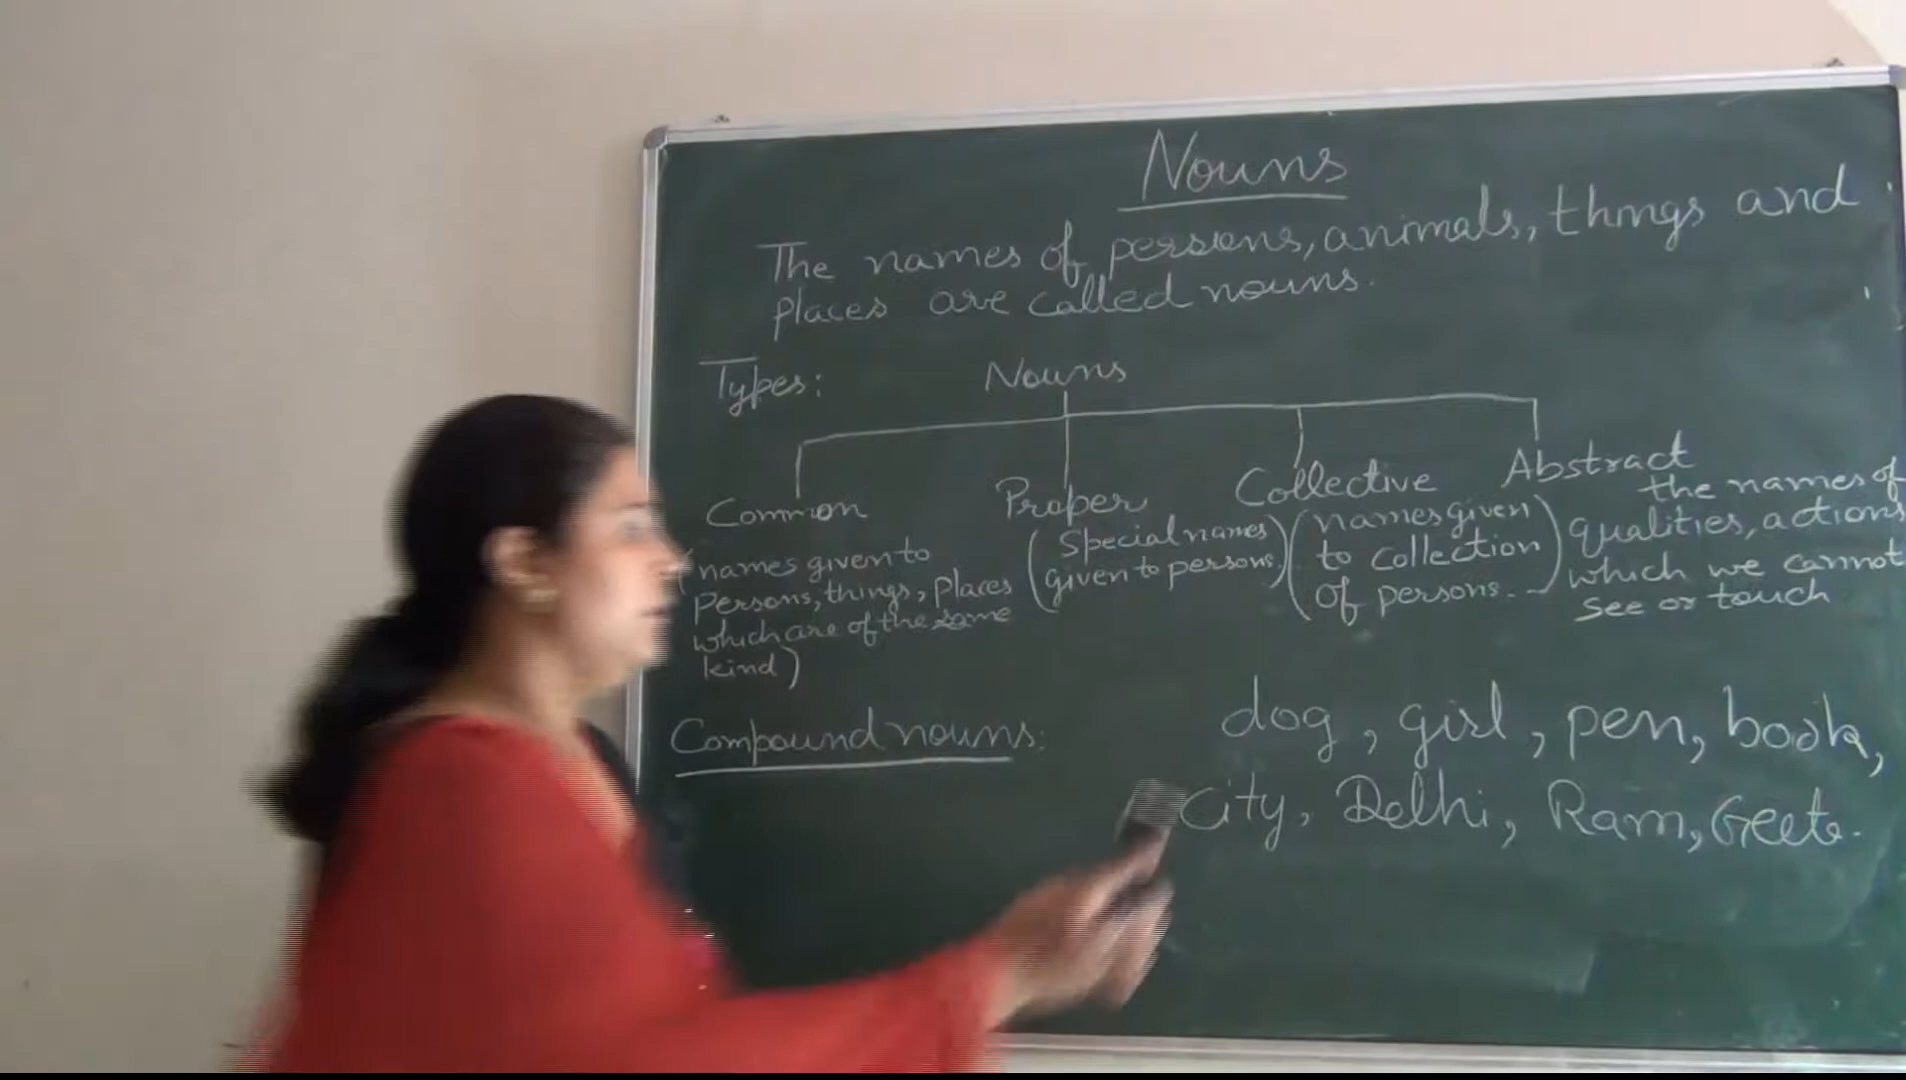 Nouns
The names of persons, animals, things and
places are called nouns.
Types:
Nouns
Common
(names given to
persons, things, places
which are of the same
kind)
Proper
(Special names
given to persons.)
Collective
(names given
to collection
of persons. -)
Abstract
the names of
qualities, actions
which we cannot
see or touch
Compound nouns:
dog, girl, pen, book,
city, Delhi, Ram, Geeta.